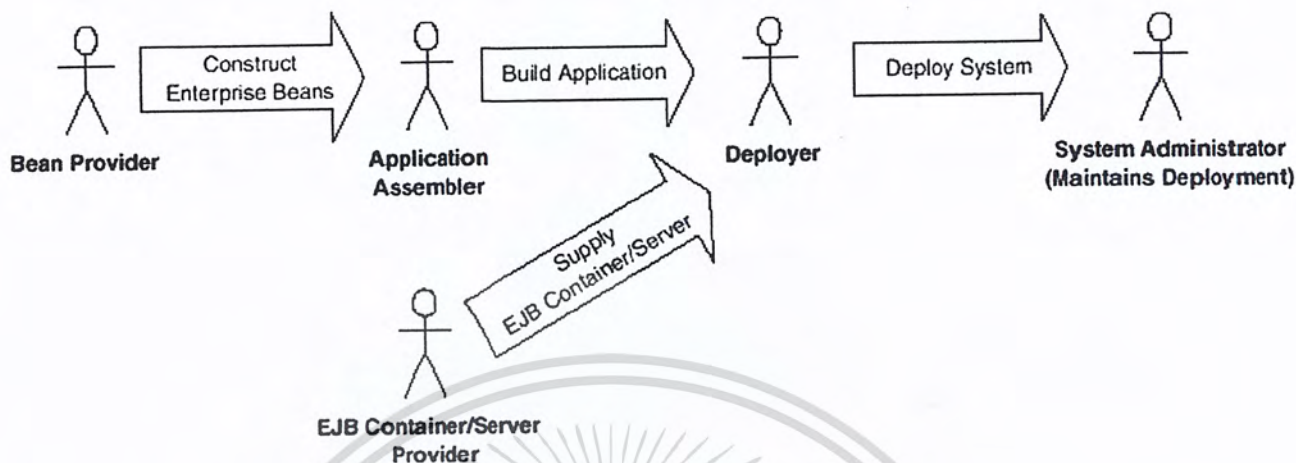 Construct
Enterprise Beans
Build Application
Deploy System
Bean Provider
Application
Assembler
Deployer
System Administrator
(Maintains Deployment)
Supply
EJB Container/Server
EJB Container/Server
Provider